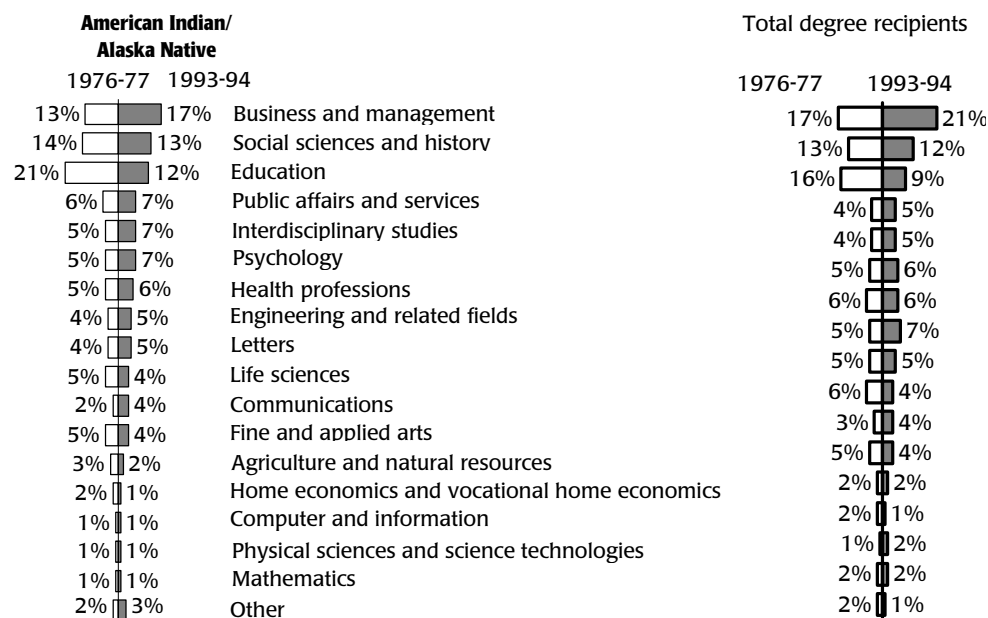 American Indian/ Total degree recipients
Alaska Native
1976-77 1993-94 1976-77 1993-94
13% 17% Business and management 17% 21%
14% 13% Social sciences and history 13% 12%
21% 12% Education 16% 9%
6% 7% Public affairs and services 4% 5%
5% 7% Interdisciplinary studies 4% 5%
5% 7% Psychology 5% 6%
5% 6% Health professions 6% 6%
4% 5% Engineering and related fields 5% 7%
4% 5% Letters 5% 5%
5% 4% Life sciences 6% 4%
2% 4% Communications 3% 4%
5% 4% Fine and applied arts 5% 4%
3% 2% Agriculture and natural resources 2% 2%
2% 1% Home economics and vocational home economics 2% 1%
1% 1% Computer and information 1% 2%
1% 1% Physical sciences and science technologies 2% 2%
1% 1% Mathematics 2% 1%
2% 3% Other